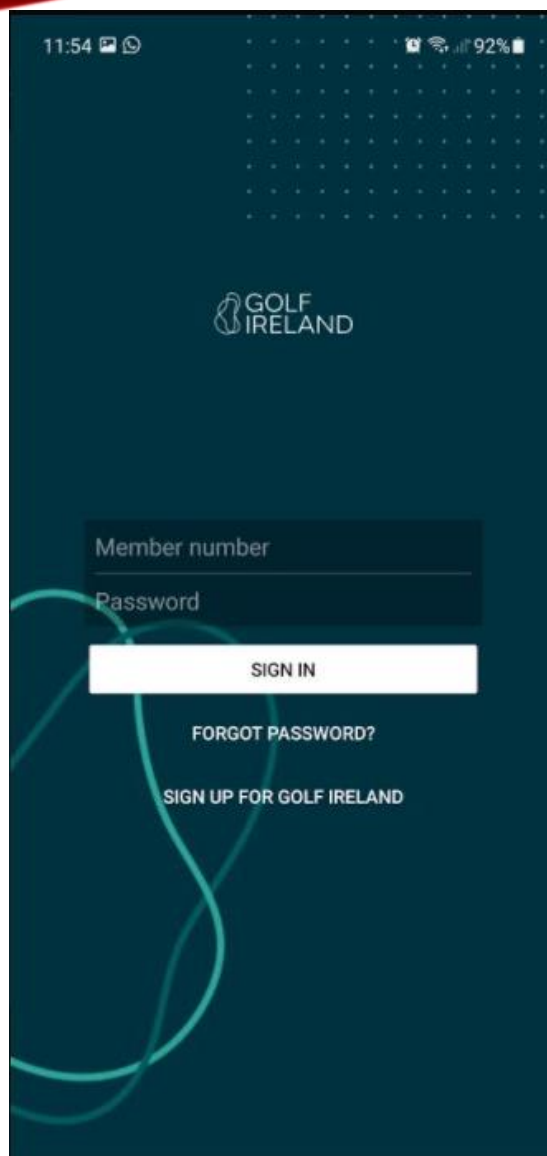 11:54 92%
GOLF
IRELAND
Member number
Password
SIGN IN
FORGOT PASSWORD?
SIGN UP FOR GOLF IRELAND